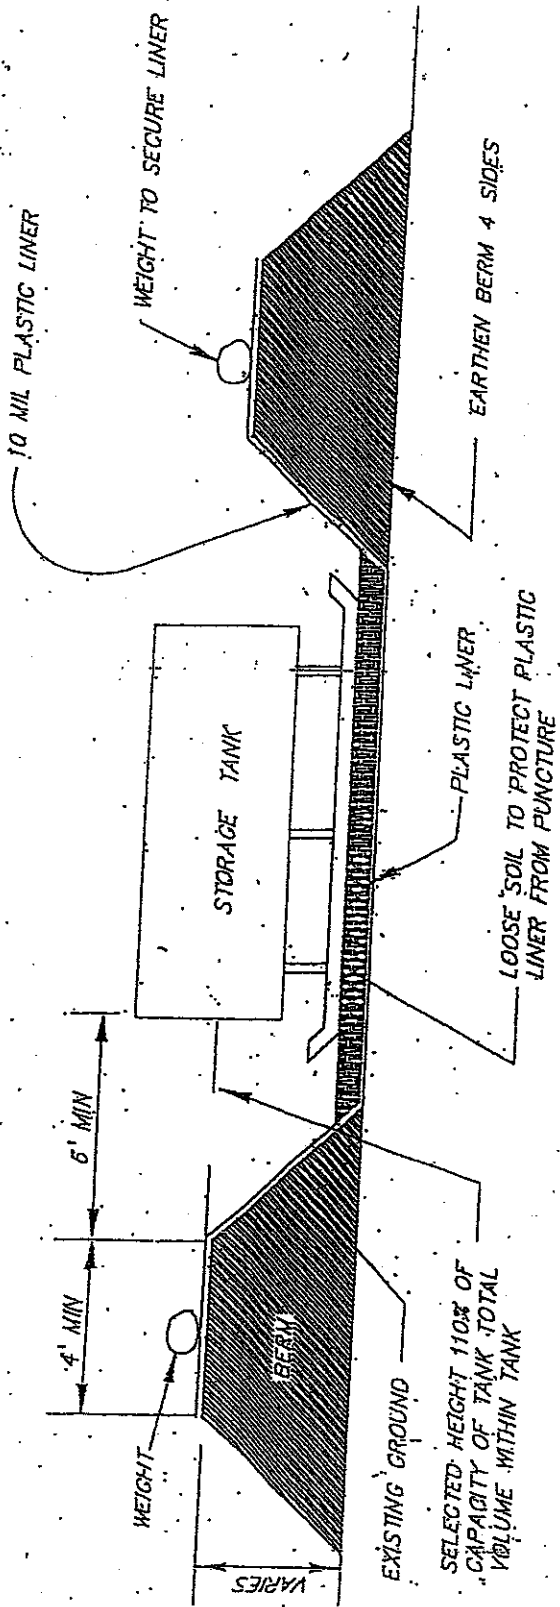 10 MIL PLASTIC LINER
WEIGHT TO SECURE LINER
6' MIN
4' MIN
WEIGHT
STORAGE TANK
BERM
VARIES
EXISTING GROUND
SELECTED HEIGHT 110% OF
CAPACITY OF TANK TOTAL
VOLUME WITHIN TANK
PLASTIC LINER
LOOSE SOIL TO PROTECT PLASTIC
LINER FROM PUNCTURE
EARTHEN BERM 4 SIDES